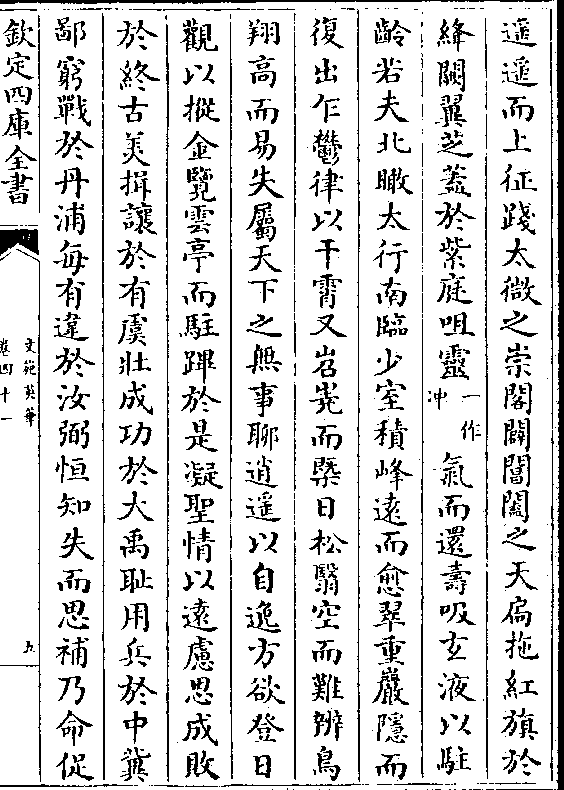 遥遥而上征踐太微之崇閣闢閶闔之天扄拖紅旗於
絳闕翼芝葢於紫庭咀靈一作冲氣而還壽吸玄液以駐
齡若夫北瞰太行南臨少室積峰遠而愈翠重巖隱而
復出乍鬱律以干霄又岧嶤而槩日松翳空而難辨鳥
翔高而易失屬天下之無事聊逍遥以自逸方欲登日
觀以摐金覽雲亭而駐蹕於是凝聖情以遠慮思成敗
於終古美揖讓於有虞壯成功於大禹恥用兵於中冀
鄙窮戰於丹浦每有違於汝弼恒知失而思補乃命促
欽定四庫全書
文苑英華
卷四十一
五